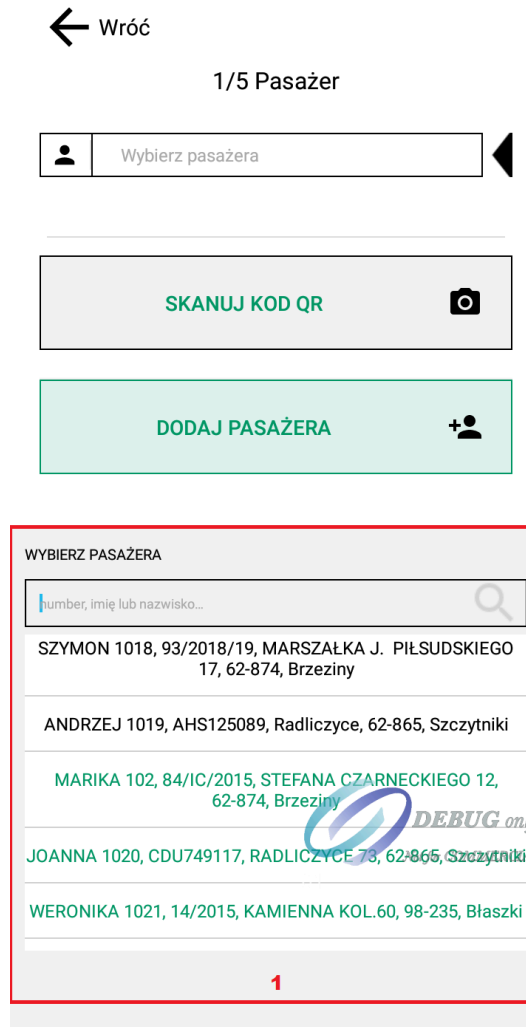 Wróć
1/5 Pasażer
Wybierz pasażera
SKANUJ KOD QR
DODAJ PASAŻERA
WYBIERZ PASAŻERA
number, imię lub nazwisko...
SZYMON 1018, 93/2018/19, MARSZAŁKA J. PIŁSUDSKIEGO
17, 62-874, Brzeziny
ANDRZEJ 1019, AHS125089, Radliczyce, 62-865, Szczytniki
MARIKA 102, 84/IC/2015, STEFANA CZARNECKIEGO 12,
62-874, Brzeziny
DEBUG
JOANNA 1020, CDU749117, RADLICZYCE 73, 62-865, Szczytniki
WERONIKA 1021, 14/2015, KAMIENNA KOL.60, 98-235, Błaszki
1